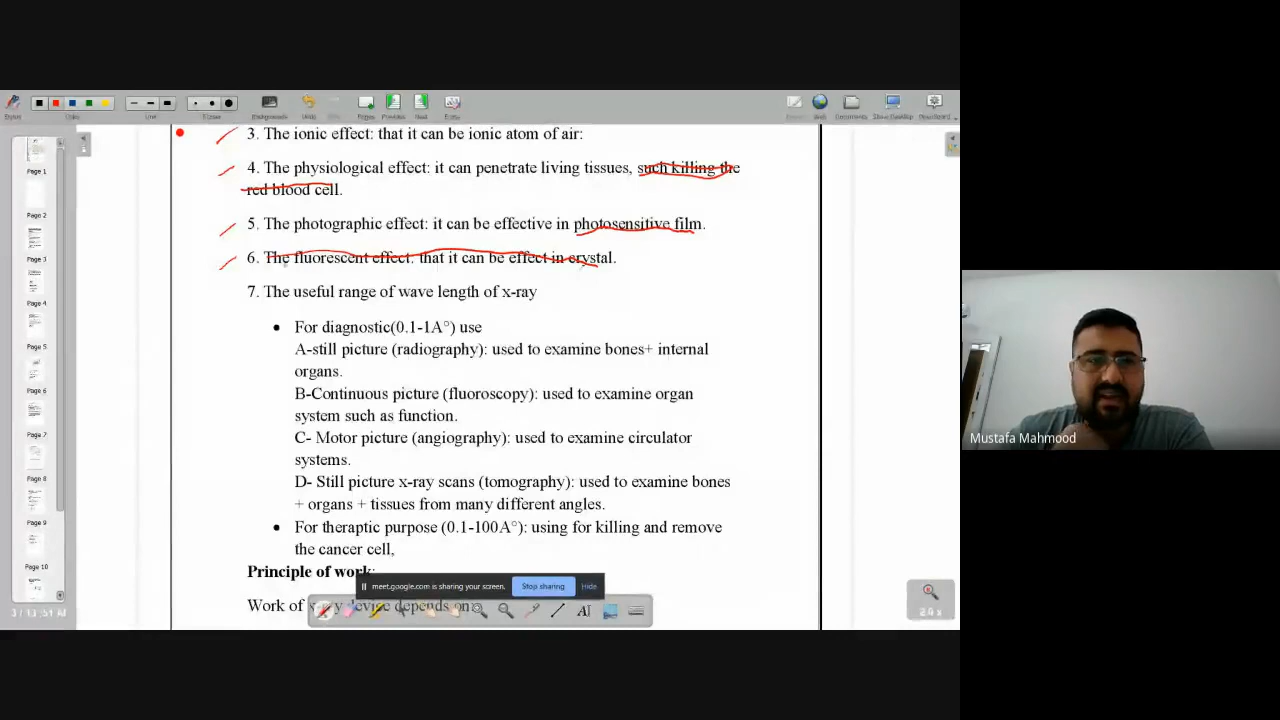 3. The ionic effect: that it can be ionic atom of air:
4. The physiological effect: it can penetrate living tissues, such killing the
red blood cell.
5. The photographic effect: it can be effective in photosensitive film.
6. The fluorescent effect: that it can be effect in crystal.
7. The useful range of wave length of x-ray
• For diagnostic(0.1-1A°) use
A-still picture (radiography): used to examine bones+ internal
organs.
B-Continuous picture (fluoroscopy): used to examine organ
system such as function.
C- Motor picture (angiography): used to examine circulator
systems.
D- Still picture x-ray scans (tomography): used to examine bones
+ organs + tissues from many different angles.
• For theraptic purpose (0.1-100A°): using for killing and remove
the cancer cell,
Principle of work:
meet.google.com is sharing your screen. Stop sharing Hide
Work of x-ray device depends on:
Page 1
Page 2
Page 3
Page 4
Page 5
Page 6
Page 7
Page 8
Page 9
Page 10
Mustafa Mahmood